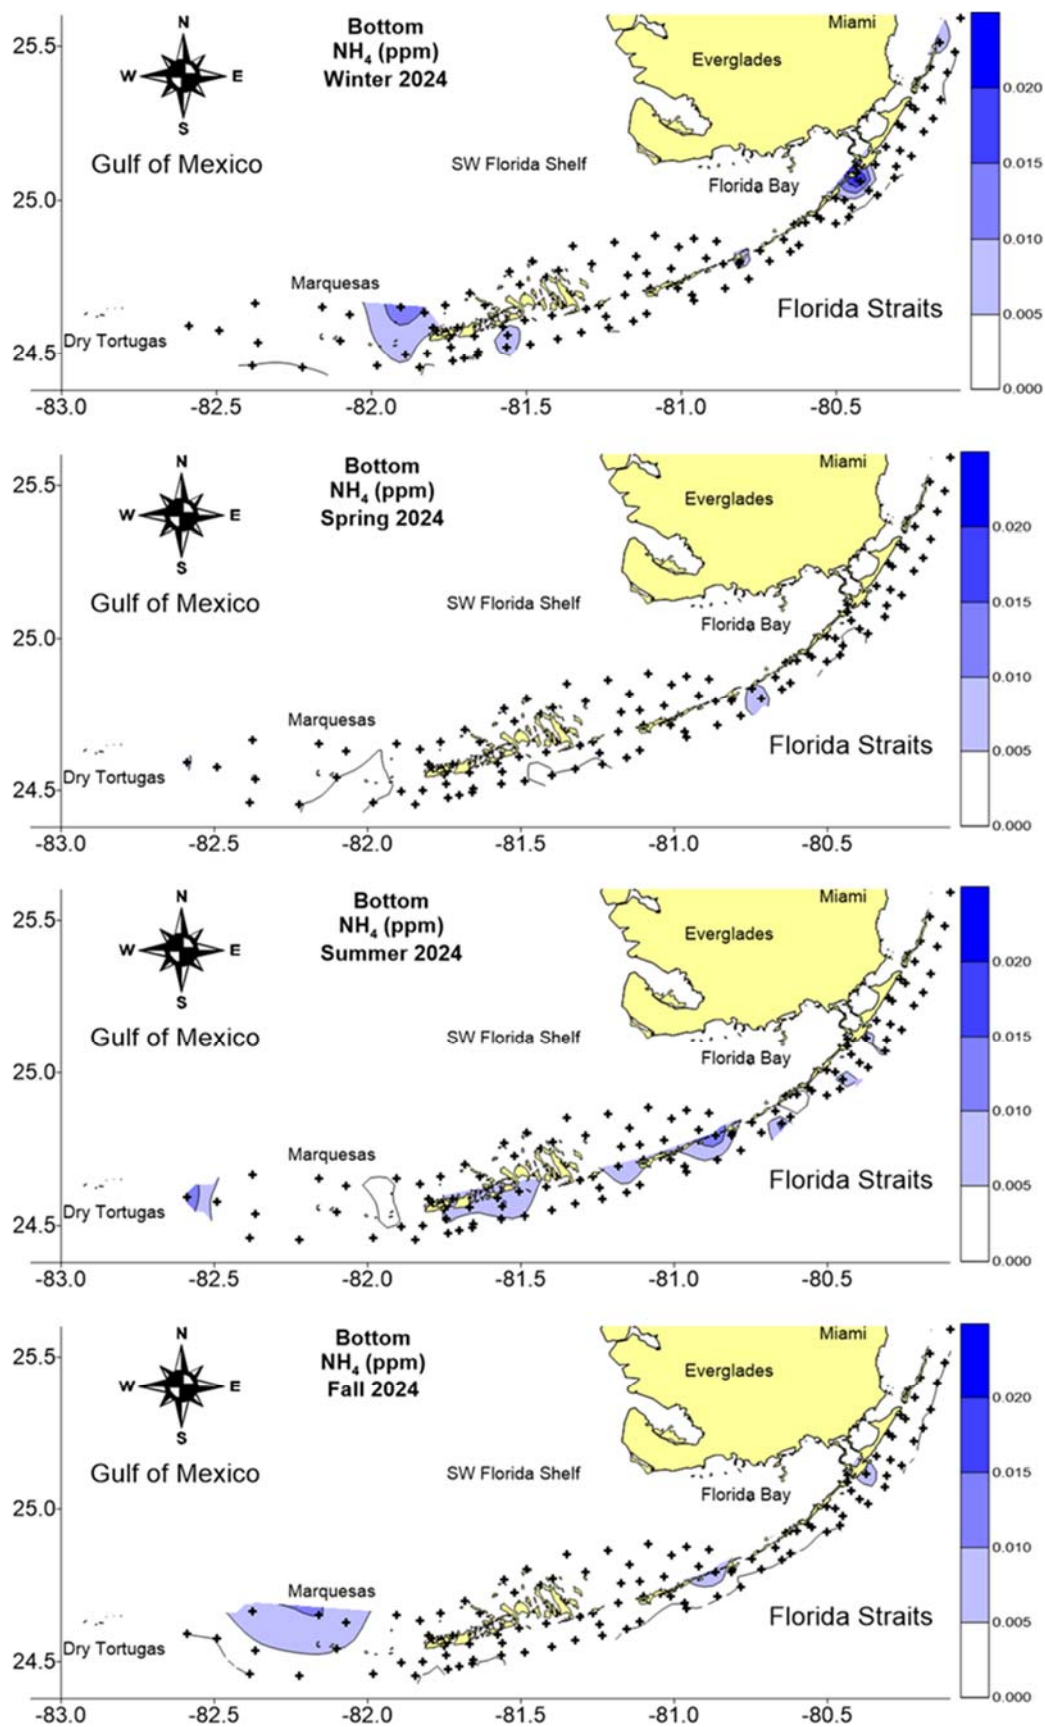 N
W E
S
Bottom
NH₄ (ppm)
Winter 2024
Miami
Everglades
Gulf of Mexico
SW Florida Shelf
Florida Bay
Marquesas
Dry Tortugas
Florida Straits
25.5
25.0
24.5
-83.0 -82.5 -82.0 -81.5 -81.0 -80.5
0.020
0.015
0.010
0.005
0.000
N
W E
S
Bottom
NH₄ (ppm)
Spring 2024
Miami
Everglades
Gulf of Mexico
SW Florida Shelf
Florida Bay
Marquesas
Dry Tortugas
Florida Straits
25.5
25.0
24.5
-83.0 -82.5 -82.0 -81.5 -81.0 -80.5
0.020
0.015
0.010
0.005
0.000
N
W E
S
Bottom
NH₄ (ppm)
Summer 2024
Miami
Everglades
Gulf of Mexico
SW Florida Shelf
Florida Bay
Marquesas
Dry Tortugas
Florida Straits
25.5
25.0
24.5
-83.0 -82.5 -82.0 -81.5 -81.0 -80.5
0.020
0.015
0.010
0.005
0.000
N
W E
S
Bottom
NH₄ (ppm)
Fall 2024
Miami
Everglades
Gulf of Mexico
SW Florida Shelf
Florida Bay
Marquesas
Dry Tortugas
Florida Straits
25.5
25.0
24.5
-83.0 -82.5 -82.0 -81.5 -81.0 -80.5
0.020
0.015
0.010
0.005
0.000